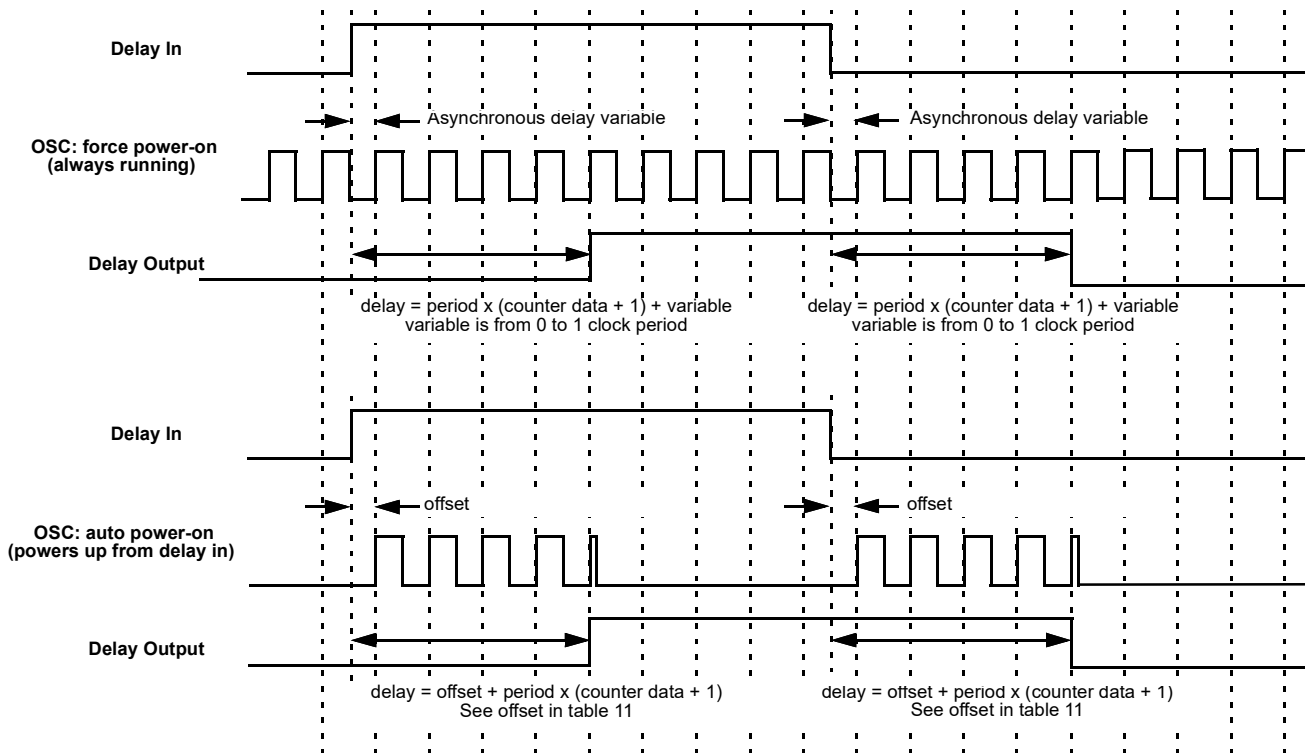 Delay In
Asynchronous delay variable
Asynchronous delay variable
OSC: force power-on
(always running)
Delay Output
delay = period x (counter data + 1) + variable
variable is from 0 to 1 clock period
delay = period x (counter data + 1) + variable
variable is from 0 to 1 clock period
Delay In
offset
offset
OSC: auto power-on
(powers up from delay in)
Delay Output
delay = offset + period x (counter data + 1)
See offset in table 11
delay = offset + period x (counter data + 1)
See offset in table 11